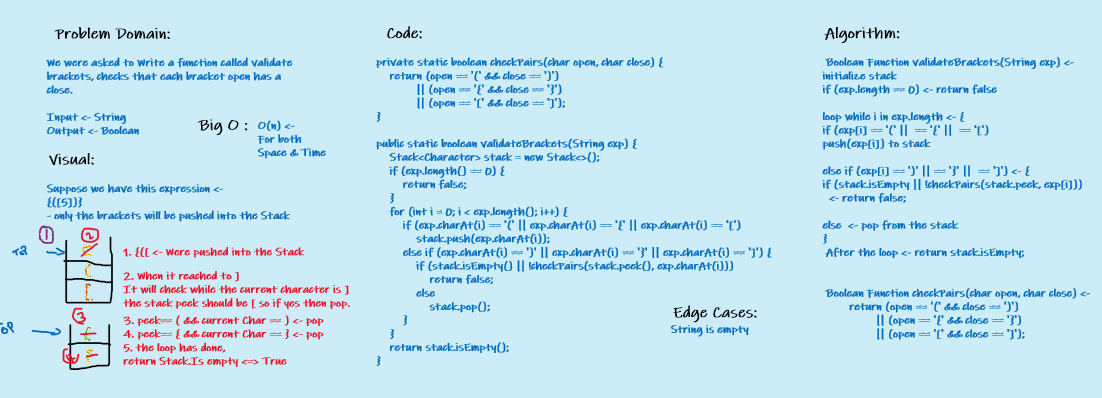 Problem Domain:
We were asked to Write a function called validate
brackets, checks that each bracket open has a
close.
Input <- String
Output <- Boolean
Big O :
O(n) <-
For both
Space & Time
Visual:
Suppose we have this expression <-
{([5])}
- only the brackets will be pushed into the Stack
1
2
1. {([ <- Were pushed into the Stack
2. When it reached to ]
It will check while the current character is ]
the stack peek should be [ so if yes then pop.
3
3. peek== ( && current Char == ) <- pop
4. peek== { && current Char == } <- pop
5. the loop has done,
return Stack.Is empty <=> True
Code:
private static boolean checkPairs(char open, char close) {
return (open == '(' && close == ')')
|| (open == '{' && close == '}')
|| (open == '[' && close == ']');
}
public static boolean validateBrackets(String exp) {
Stack<Character> stack = new Stack<>();
if (exp.length() == 0) {
return false;
}
for (int i = 0; i < exp.length(); i++) {
if (exp.charAt(i) == '(' || exp.charAt(i) == '{' || exp.charAt(i) == '[')
stack.push(exp.charAt(i));
else if (exp.charAt(i) == ')' || exp.charAt(i) == '}' || exp.charAt(i) == ']') {
if (stack.isEmpty() || !checkPairs(stack.peek(), exp.charAt(i)))
return false;
else
stack.pop();
}
}
return stack.isEmpty();
}
Edge Cases:
String is empty
Algorithm:
Boolean Function validateBrackets(String exp) <-
initialize stack
if (exp.length == 0) <- return false
loop while i in exp.length <- {
if (exp[i] == '(' || == '{' || == '[')
push(exp[i]) to stack
else if (exp[i] == ')' || == '}' || == ']') <- {
if (stack.isEmpty || !checkPairs(stack.peek, exp[i]))
<- return false;
else <- pop from the stack
}
After the loop <- return stack.isEmpty;
Boolean Function checkPairs(char open, char close) <-
return (open == '(' && close == ')')
|| (open == '{' && close == '}')
|| (open == '[' && close == ']');